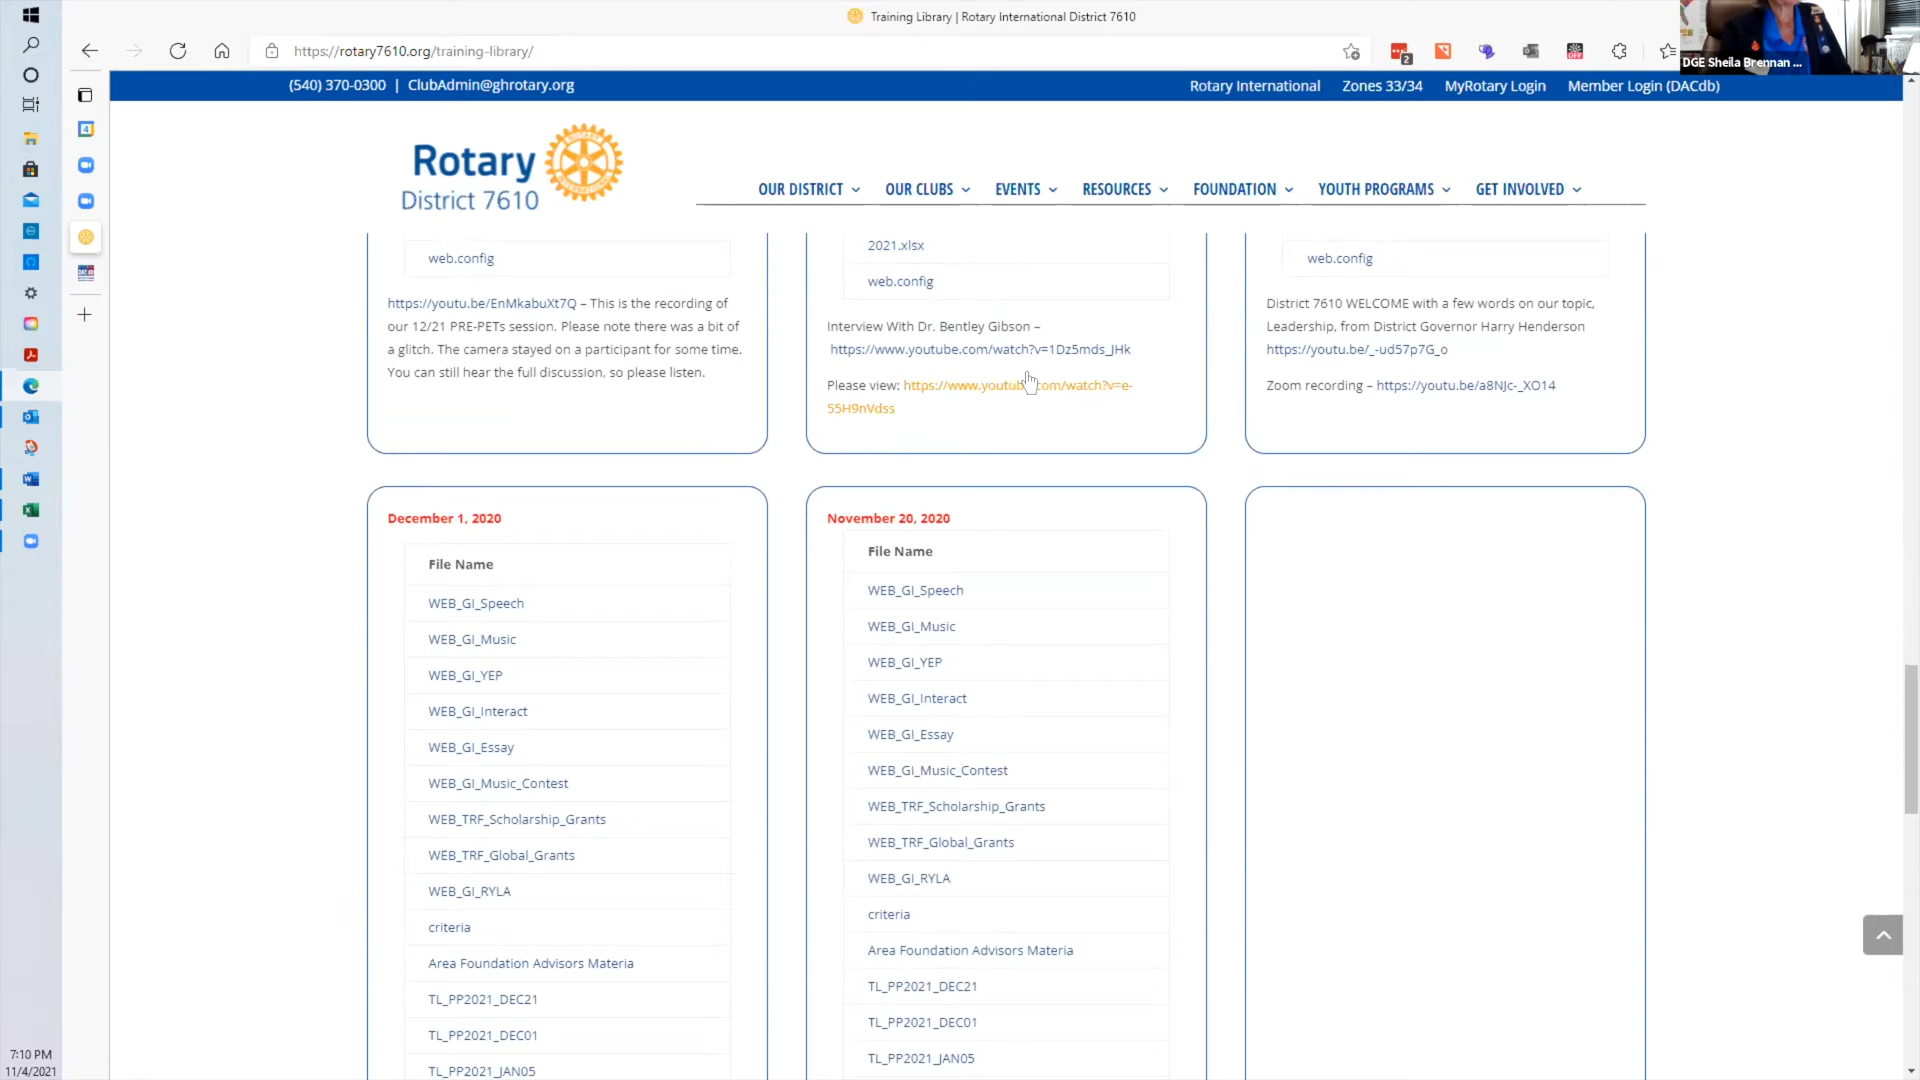 Training Library | Rotary International District 7610
https://rotary7610.org/training-library/
2
OFF
DGE Sheila Brennan ...
(540) 370-0300 | ClubAdmin@ghrotary.org
Rotary International
Zones 33/34
MyRotary Login
Member Login (DACdb)
Rotary
District 7610
OUR DISTRICT
OUR CLUBS
EVENTS
RESOURCES
FOUNDATION
YOUTH PROGRAMS
GET INVOLVED
web.config
https://youtu.be/EnMkabuXt7Q – This is the recording of
our 12/21 PRE-PETs session. Please note there was a bit of
a glitch. The camera stayed on a participant for some time.
You can still hear the full discussion, so please listen.
2021.xlsx
web.config
Interview With Dr. Bentley Gibson –
https://www.youtube.com/watch?v=1Dz5mds_JHk
Please view: https://www.youtube.com/watch?v=e-
55H9nVdss
web.config
District 7610 WELCOME with a few words on our topic,
Leadership, from District Governor Harry Henderson
https://youtu.be/_-ud57p7G_o
Zoom recording – https://youtu.be/a8NJc-_XO14
December 1, 2020
File Name
WEB_GI_Speech
WEB_GI_Music
WEB_GI_YEP
WEB_GI_Interact
WEB_GI_Essay
WEB_GI_Music_Contest
WEB_TRF_Scholarship_Grants
WEB_TRF_Global_Grants
WEB_GI_RYLA
criteria
Area Foundation Advisors Materia
TL_PP2021_DEC21
TL_PP2021_DEC01
TL_PP2021_JAN05
November 20, 2020
File Name
WEB_GI_Speech
WEB_GI_Music
WEB_GI_YEP
WEB_GI_Interact
WEB_GI_Essay
WEB_GI_Music_Contest
WEB_TRF_Scholarship_Grants
WEB_TRF_Global_Grants
WEB_GI_RYLA
criteria
Area Foundation Advisors Materia
TL_PP2021_DEC21
TL_PP2021_DEC01
TL_PP2021_JAN05
7:10 PM
11/4/2021